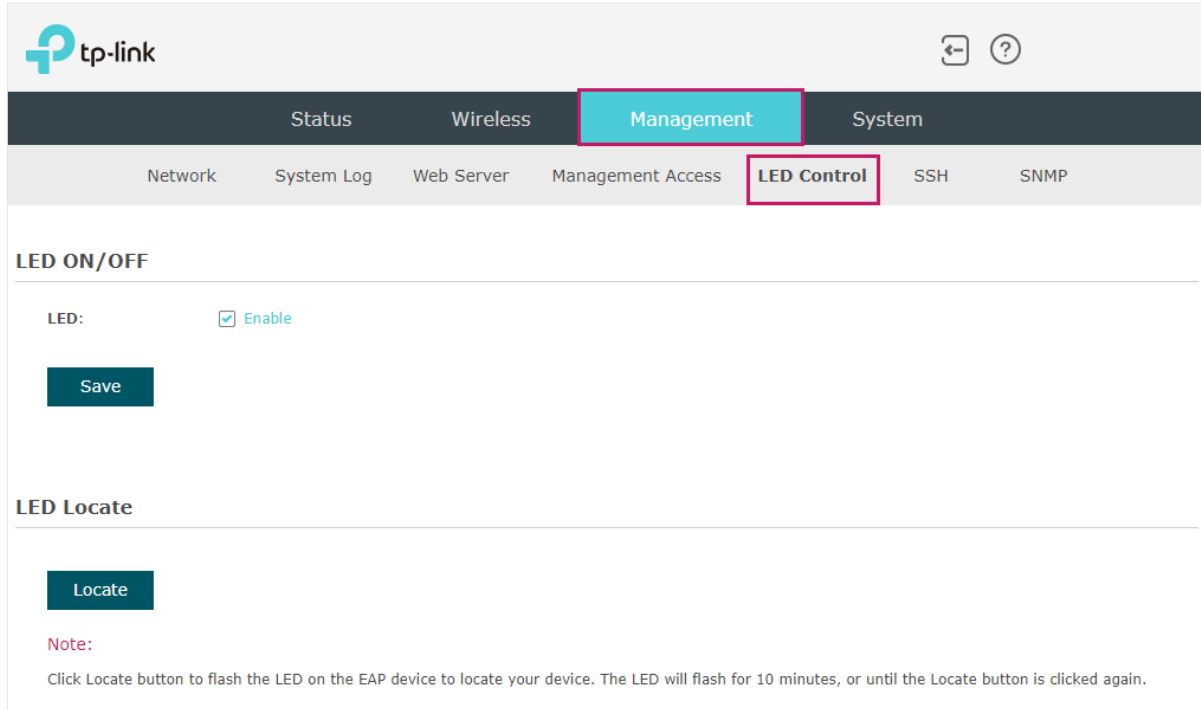 tp-link
Status Wireless Management System
Network System Log Web Server Management Access LED Control SSH SNMP
LED ON/OFF
LED: Enable
Save
LED Locate
Locate
Note:
Click Locate button to flash the LED on the EAP device to locate your device. The LED will flash for 10 minutes, or until the Locate button is clicked again.